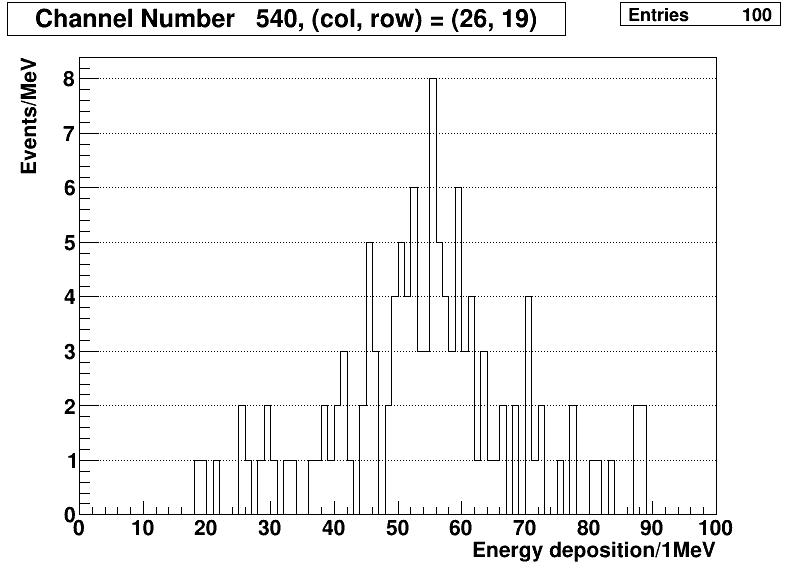 Channel Number 540, (col, row) = (26, 19)
Entries 100
Events/MeV
8
7
6
5
4
3
2
1
0
0 10 20 30 40 50 60 70 80 90 100
Energy deposition/1MeV